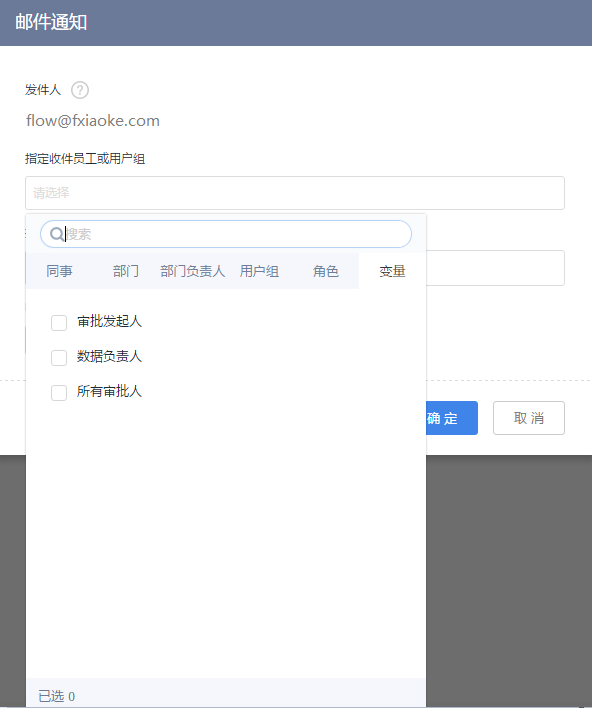 邮件通知
发件人 ?
flow@fxiaoke.com
指定收件员工或用户组
请选择
搜索
同事 部门 部门负责人 用户组 角色 变量
审批发起人
数据负责人
所有审批人
确 定 取 消
已选 0